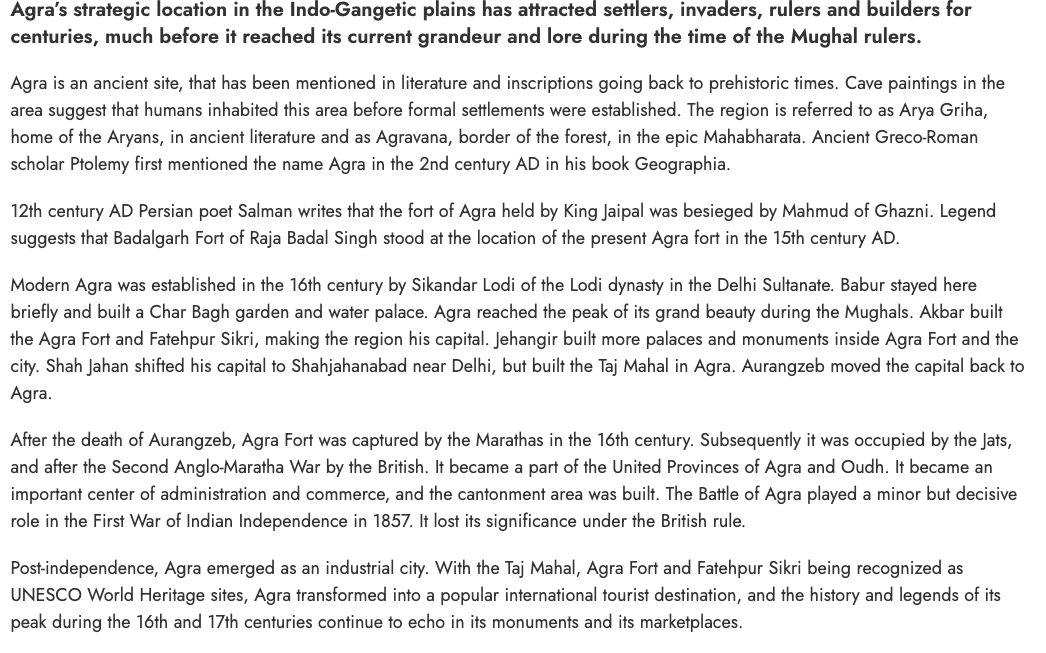 Agra's strategic location in the Indo-Gangetic plains has attracted settlers, invaders, rulers and builders for
centuries, much before it reached its current grandeur and lore during the time of the Mughal rulers.
Agra is an ancient site, that has been mentioned in literature and inscriptions going back to prehistoric times. Cave paintings in the
area suggest that humans inhabited this area before formal settlements were established. The region is referred to as Arya Griha,
home of the Aryans, in ancient literature and as Agravana, border of the forest, in the epic Mahabharata. Ancient Greco-Roman
scholar Ptolemy first mentioned the name Agra in the 2nd century AD in his book Geographia.
12th century AD Persian poet Salman writes that the fort of Agra held by King Jaipal was besieged by Mahmud of Ghazni. Legend
suggests that Badalgarh Fort of Raja Badal Singh stood at the location of the present Agra fort in the 15th century AD.
Modern Agra was established in the 16th century by Sikandar Lodi of the Lodi dynasty in the Delhi Sultanate. Babur stayed here
briefly and built a Char Bagh garden and water palace. Agra reached the peak of its grand beauty during the Mughals. Akbar built
the Agra Fort and Fatehpur Sikri, making the region his capital. Jehangir built more palaces and monuments inside Agra Fort and the
city. Shah Jahan shifted his capital to Shahjahanabad near Delhi, but built the Taj Mahal in Agra. Aurangzeb moved the capital back to
Agra.
After the death of Aurangzeb, Agra Fort was captured by the Marathas in the 16th century. Subsequently it was occupied by the Jats,
and after the Second Anglo-Maratha War by the British. It became a part of the United Provinces of Agra and Oudh. It became an
important center of administration and commerce, and the cantonment area was built. The Battle of Agra played a minor but decisive
role in the First War of Indian Independence in 1857. It lost its significance under the British rule.
Post-independence, Agra emerged as an industrial city. With the Taj Mahal, Agra Fort and Fatehpur Sikri being recognized as
UNESCO World Heritage sites, Agra transformed into a popular international tourist destination, and the history and legends of its
peak during the 16th and 17th centuries continue to echo in its monuments and its marketplaces.